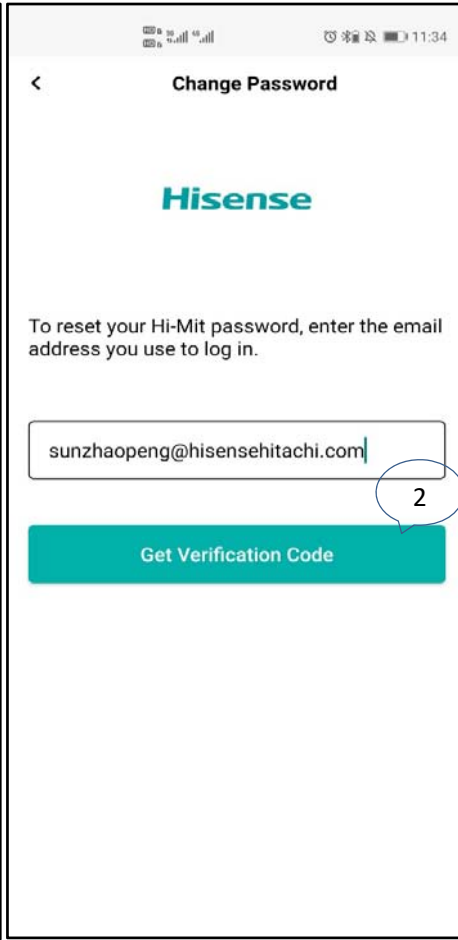 11:34
Change Password
Hisense
To reset your Hi-Mit password, enter the email
address you use to log in.
sunzhaopeng@hisensehitachi.com
2
Get Verification Code